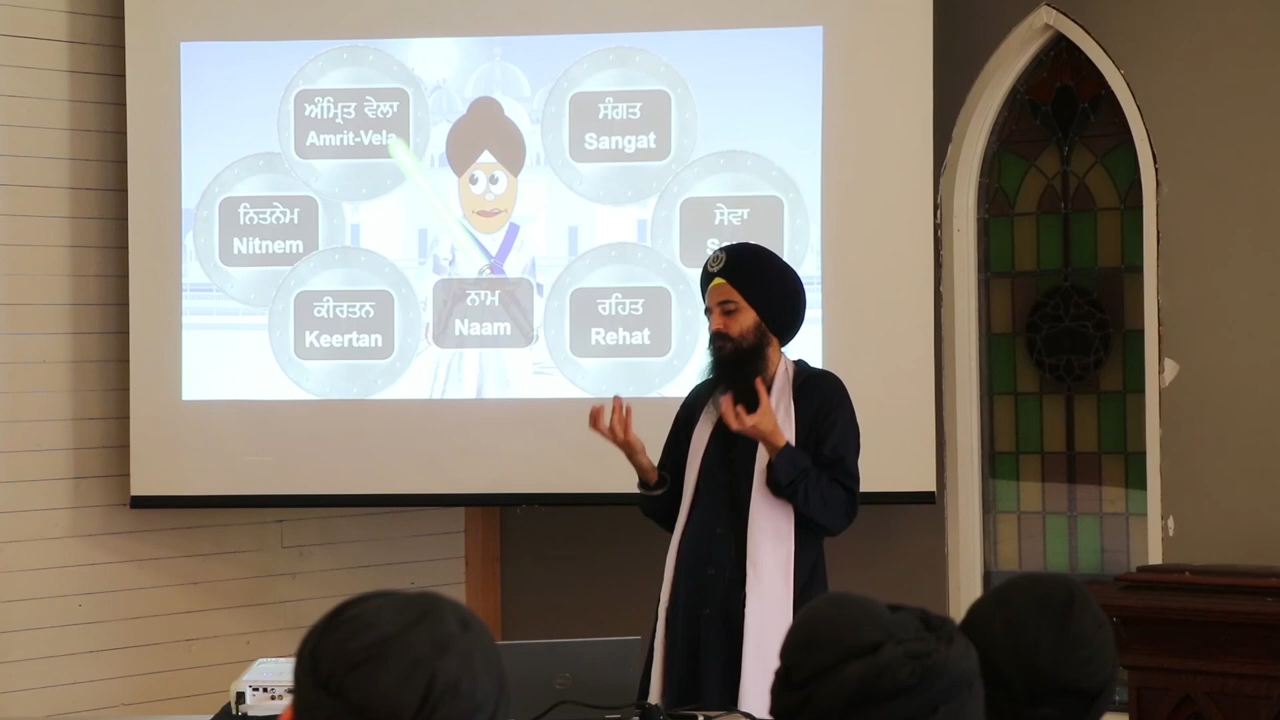 ਅੰਮ੍ਰਿਤ ਵੇਲਾ
Amrit-Vela
ਸੰਗਤ
Sangat
ਨਿਤਨੇਮ
Nitnem
ਸੇਵਾ
ਕੀਰਤਨ
Keertan
ਨਾਮ
Naam
ਰਹਿਤ
Rehat